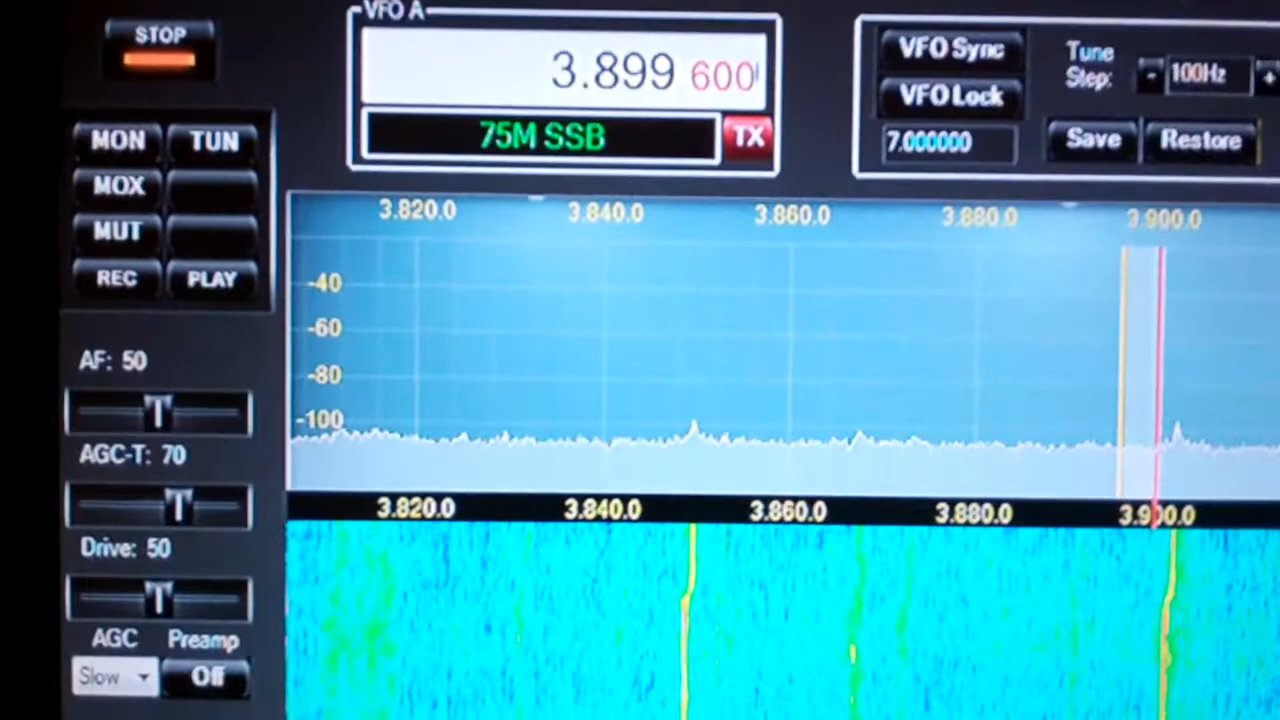 STOP
VFO A
3.899 600
75M SSB
TX
VFO Sync
VFO Lock
7.000000
Tune
Step:
-
100Hz
+
Save
Restore
MON
TUN
MOX
MUT
REC
PLAY
AF: 50
AGC-T: 70
Drive: 50
AGC
Preamp
Slow
Off
3.820.0 3.840.0 3.860.0 3.880.0 3.900.0
-40
-60
-80
-100
3.820.0 3.840.0 3.860.0 3.880.0 3.900.0